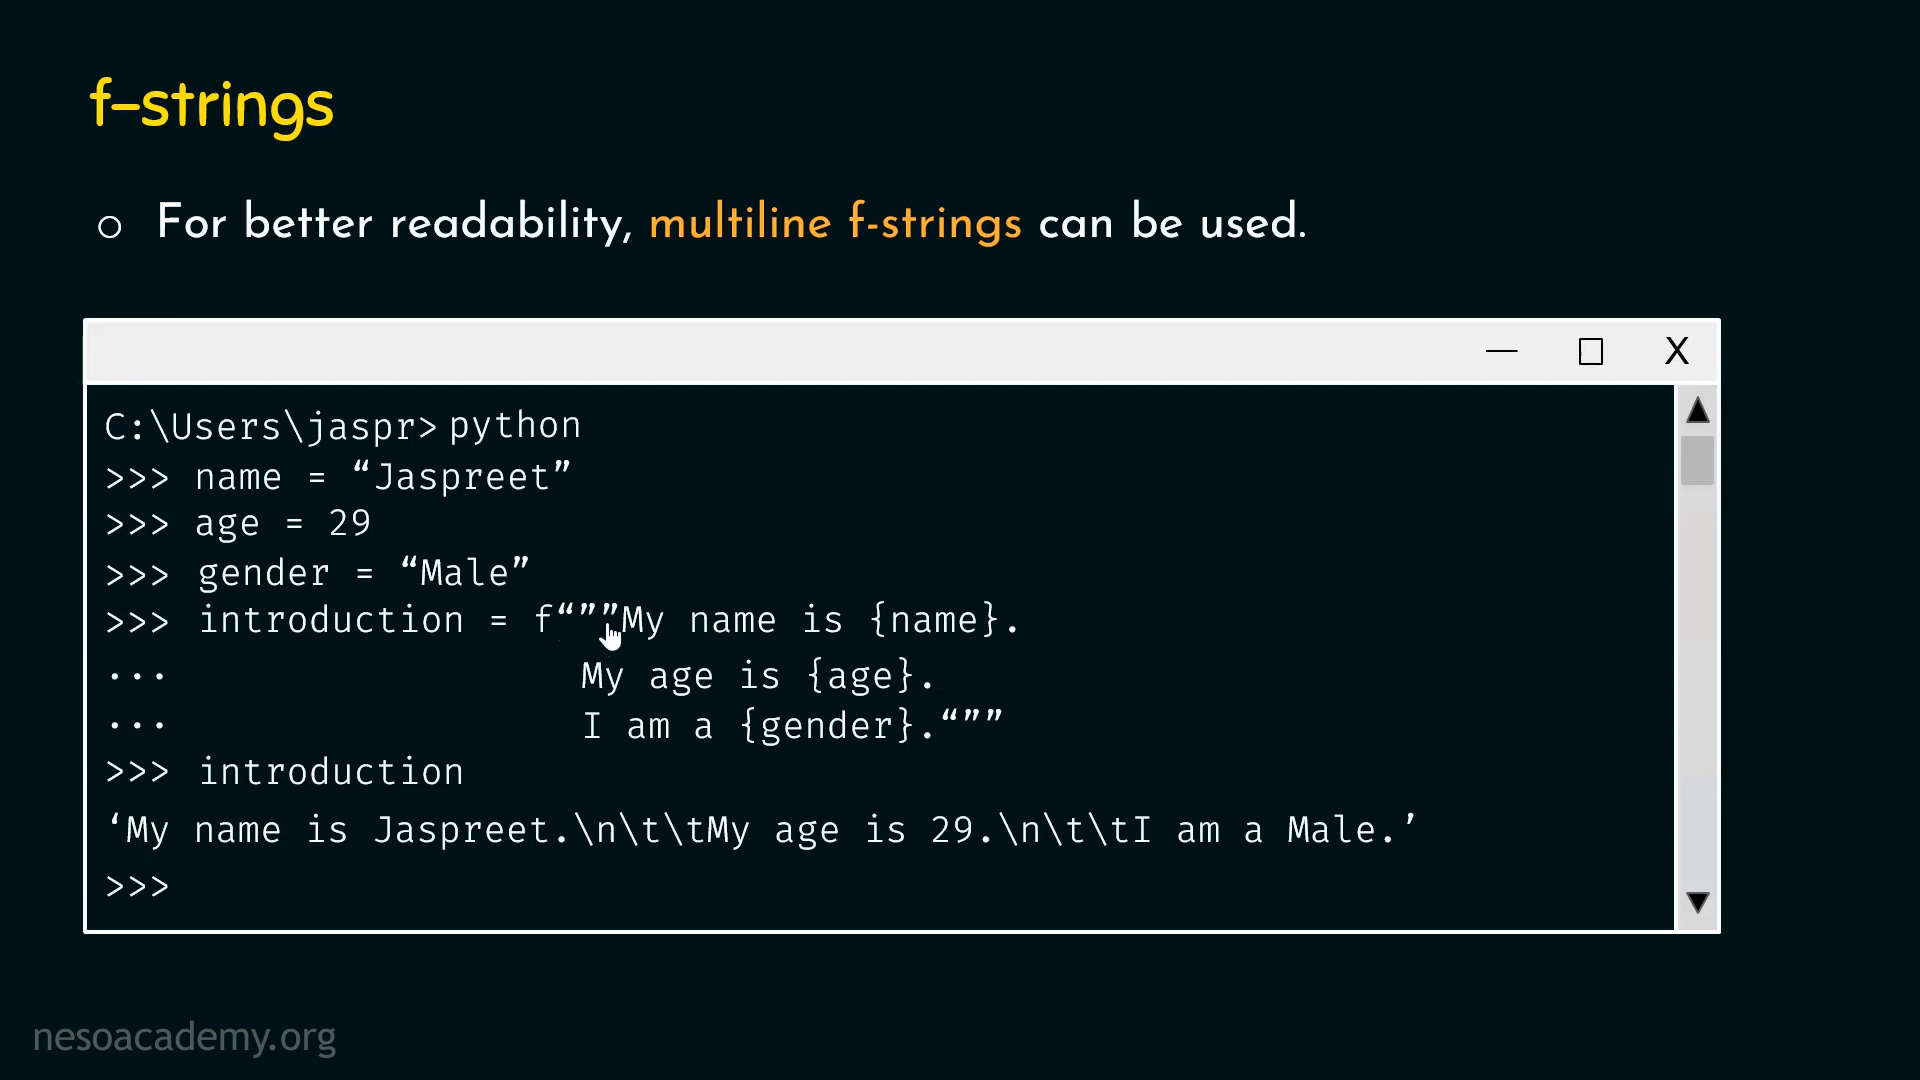 f-strings
○ For better readability, multiline f-strings can be used.
— □ X
C:\Users\jaspr> python
>>> name = “Jaspreet”
>>> age = 29
>>> gender = “Male”
>>> introduction = f“””My name is {name}.
... My age is {age}.
... I am a {gender}.“””
>>> introduction
‘My name is Jaspreet.\n\t\tMy age is 29.\n\t\tI am a Male.’
>>>
nesoacademy.org